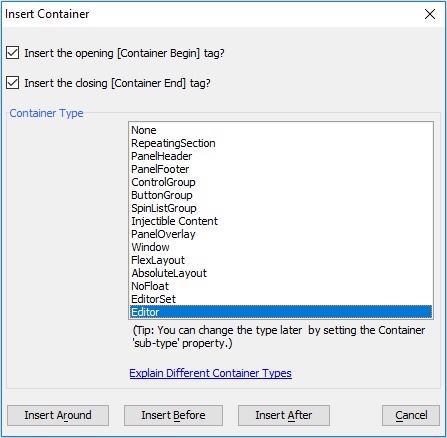 Insert Container
Insert the opening [Container Begin] tag?
Insert the closing [Container End] tag?
Container Type
None
RepeatingSection
PanelHeader
PanelFooter
ControlGroup
ButtonGroup
SpinListGroup
Injectible Content
PanelOverlay
Window
FlexLayout
AbsoluteLayout
NoFloat
EditorSet
Editor
(Tip: You can change the type later by setting the Container
'sub-type' property.)
Explain Different Container Types
Insert Around
Insert Before
Insert After
Cancel